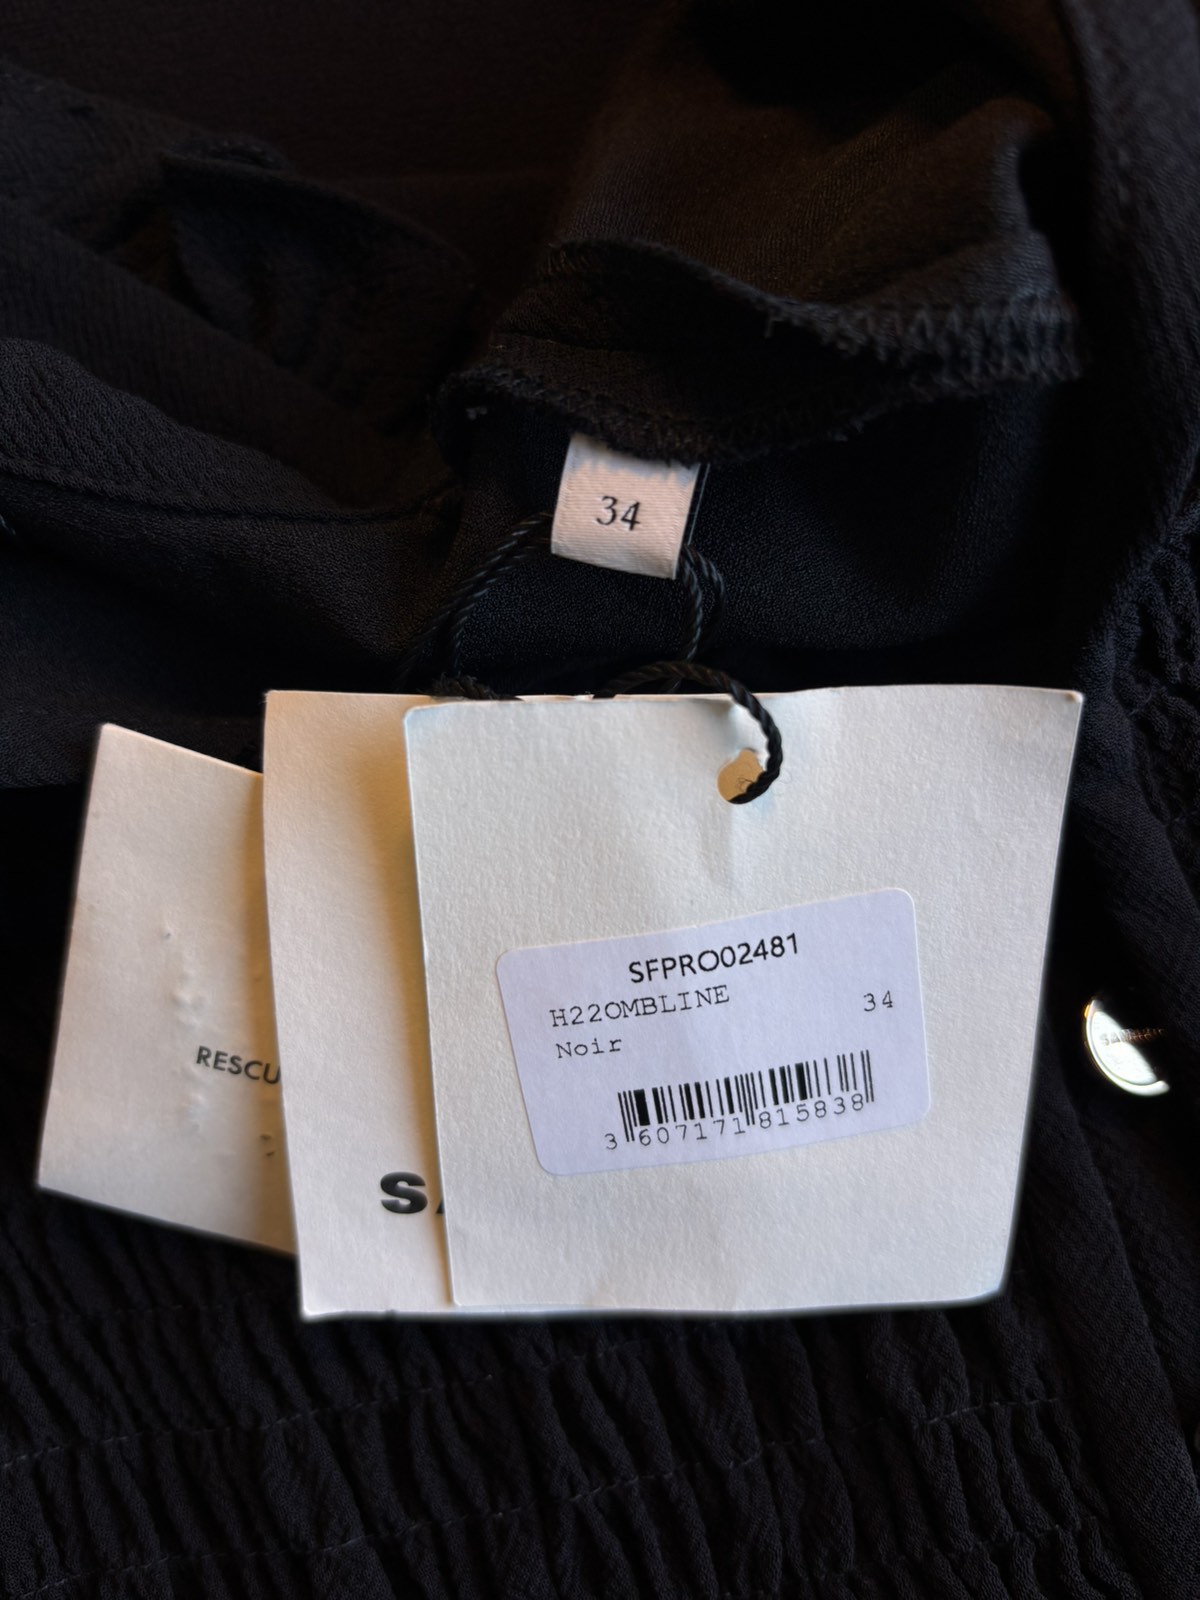 34
SFPRO02481
H22OMBLINE 34
Noir
3 607171 815838
RESCU
SA